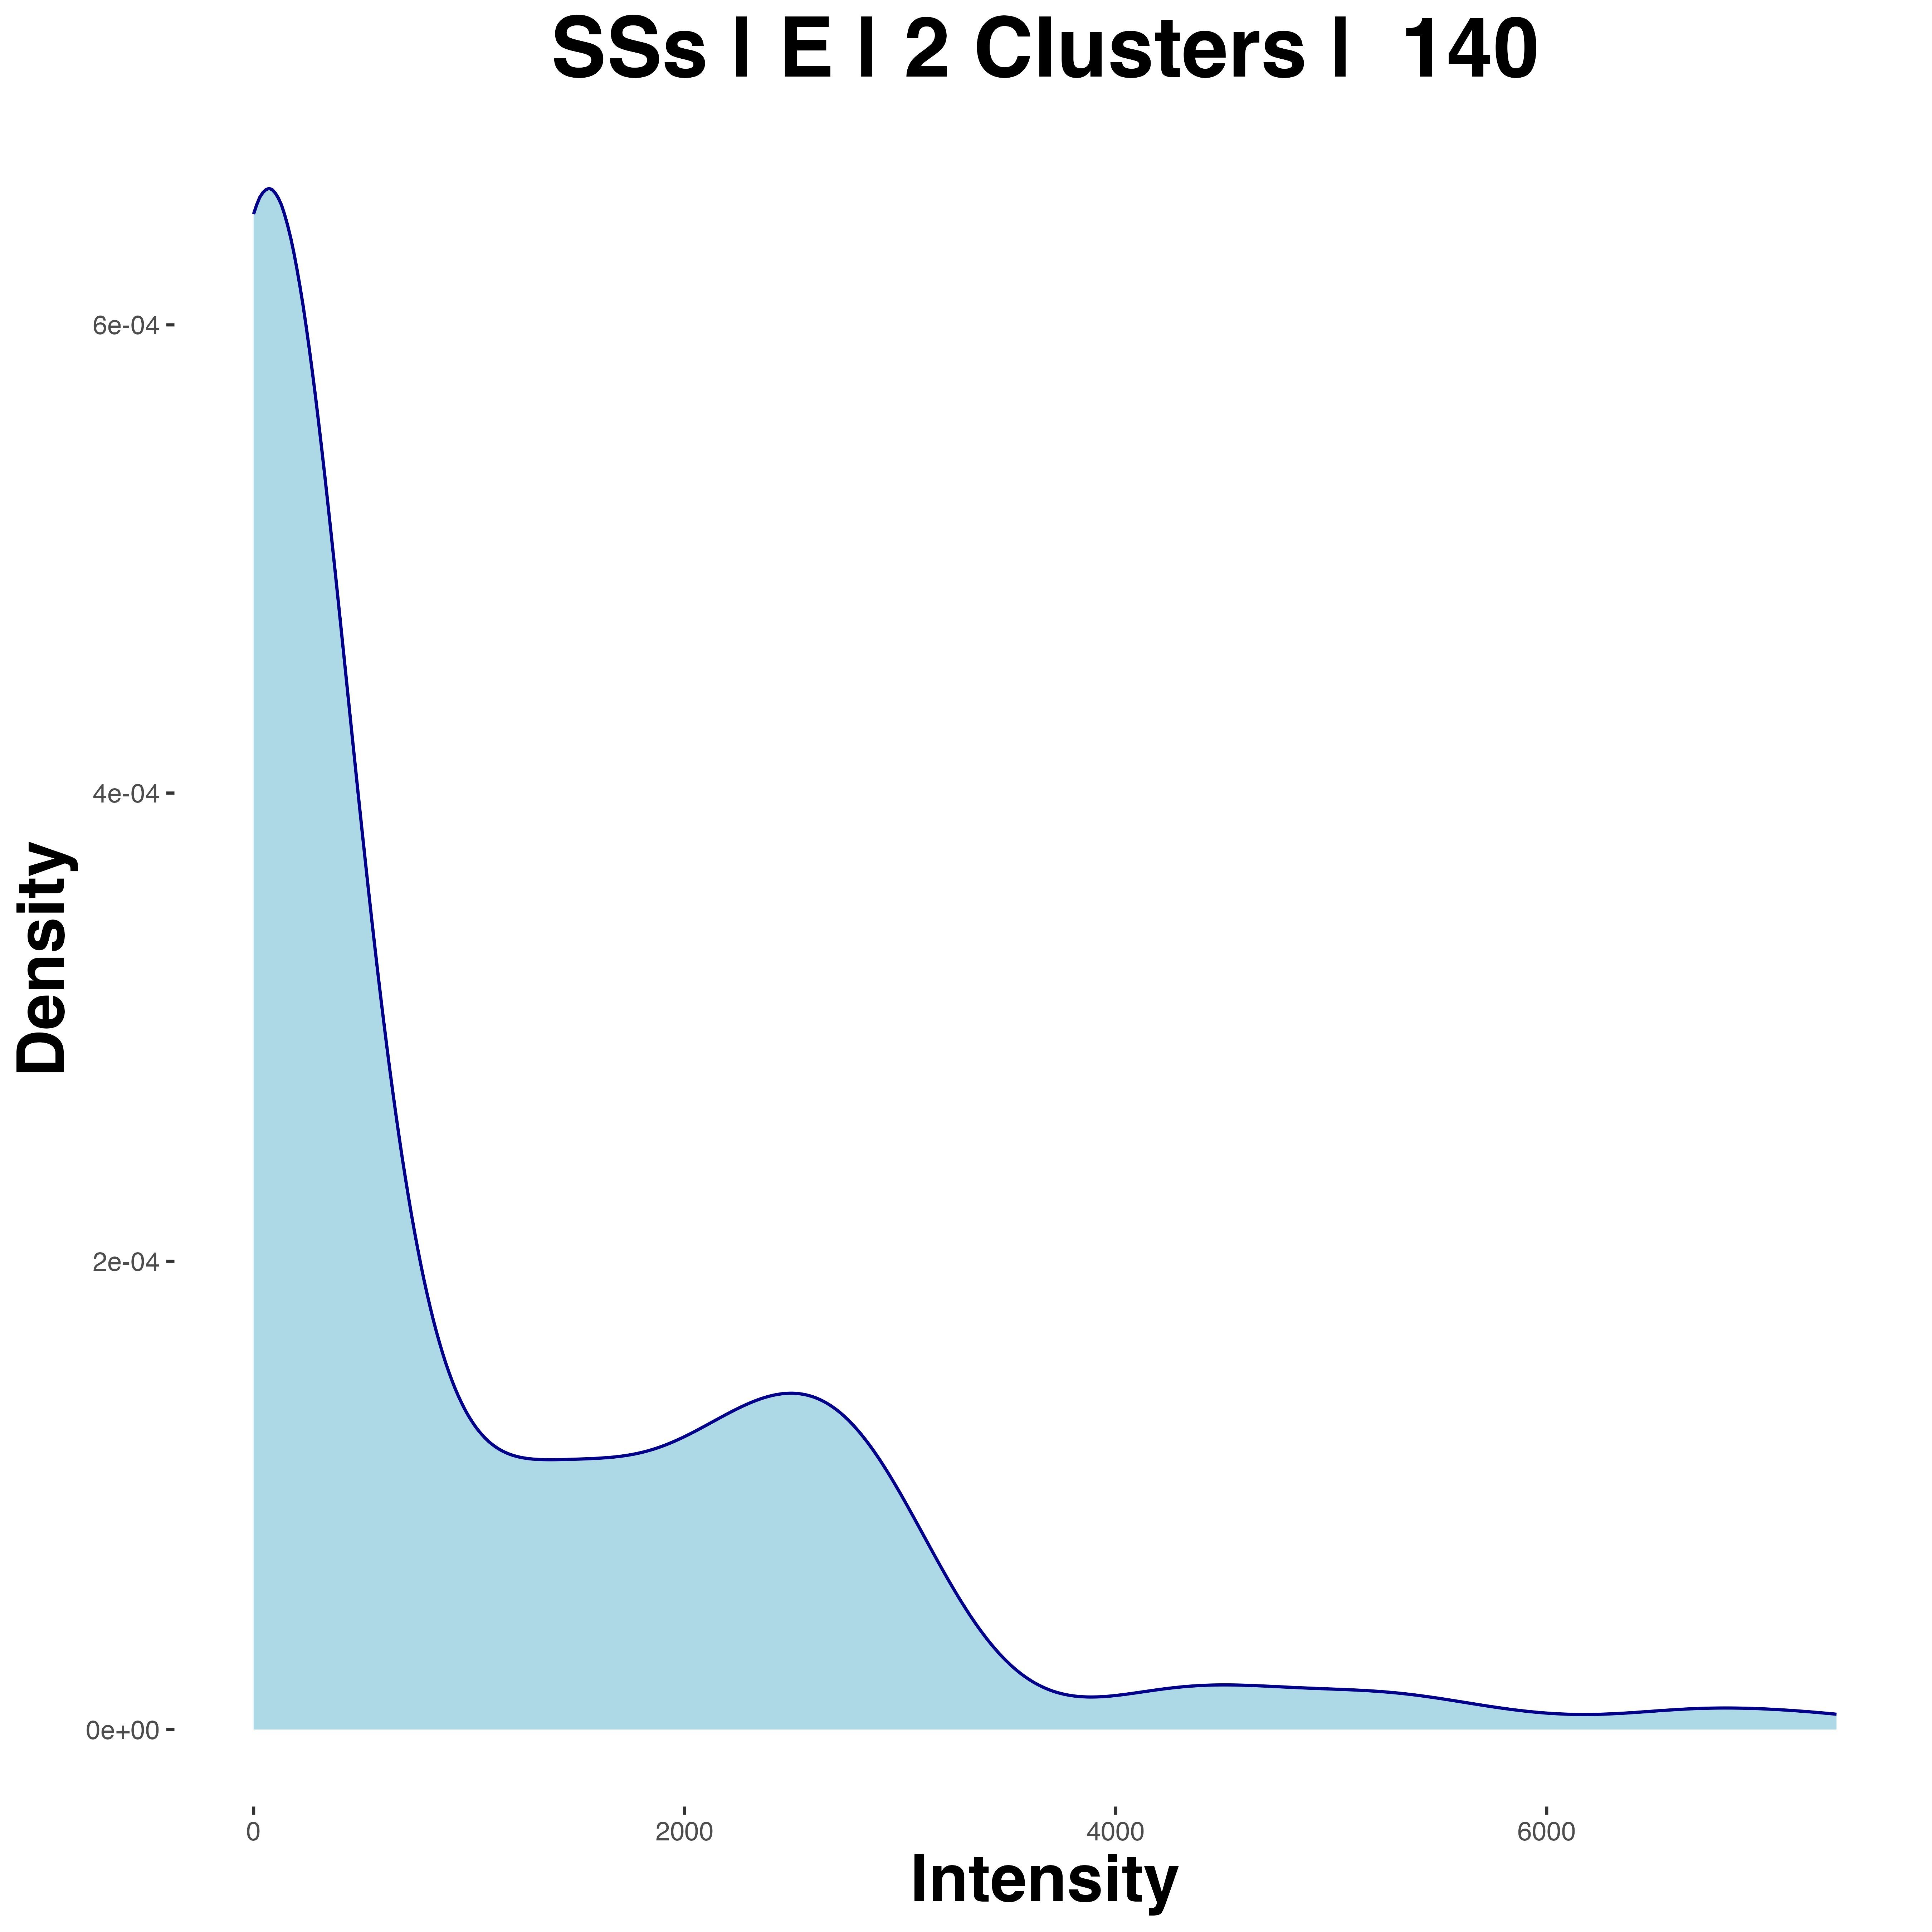 SSs | E | 2 Clusters |  140
6e-04
4e-04
2e-04
0e+00
Density
0 2000 4000 6000
Intensity